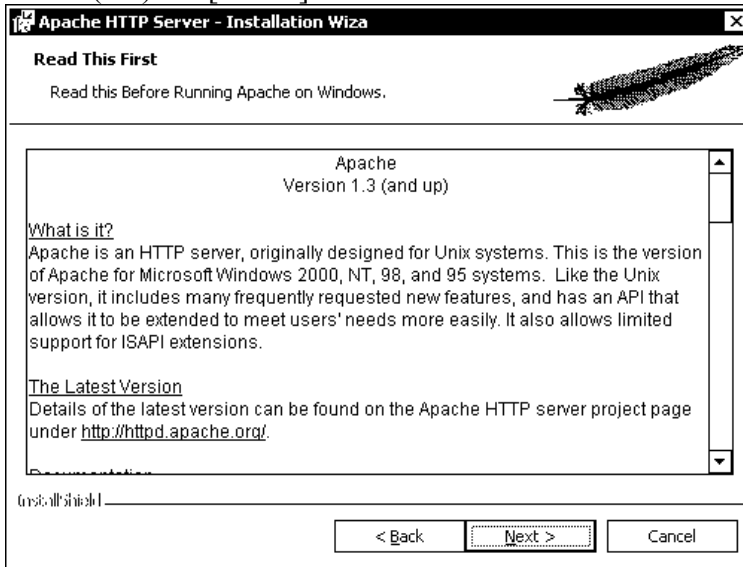 Apache HTTP Server - Installation Wiza
Read This First
Read this Before Running Apache on Windows.
Apache
Version 1.3 (and up)
What is it?
Apache is an HTTP server, originally designed for Unix systems. This is the version
of Apache for Microsoft Windows 2000, NT, 98, and 95 systems. Like the Unix
version, it includes many frequently requested new features, and has an API that
allows it to be extended to meet users' needs more easily. It also allows limited
support for ISAPI extensions.
The Latest Version
Details of the latest version can be found on the Apache HTTP server project page
under http://httpd.apache.org/.
Documentation
InstallShield
< Back Next > Cancel